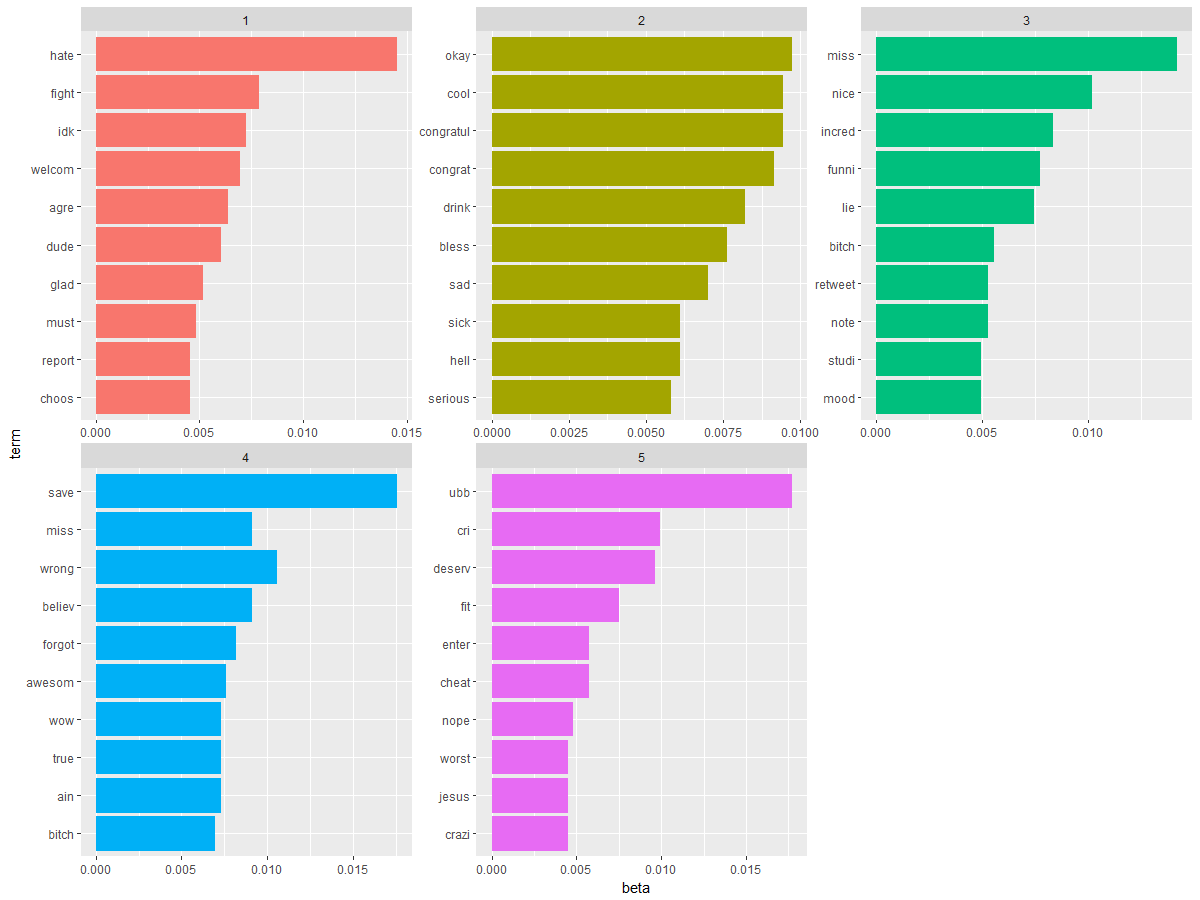 1
hate
fight
idk
welcom
agre
dude
glad
must
report
choos
0.000 0.005 0.010 0.015
2
okay
cool
congratul
congrat
drink
bless
sad
sick
hell
serious
0.0000 0.0025 0.0050 0.0075 0.0100
3
miss
nice
incred
funni
lie
bitch
retweet
note
studi
mood
0.000 0.005 0.010
term
4
save
miss
wrong
believ
forgot
awesom
wow
true
ain
bitch
0.000 0.005 0.010 0.015
5
ubb
cri
deserv
fit
enter
cheat
nope
worst
jesus
crazi
0.000 0.005 0.010 0.015
beta